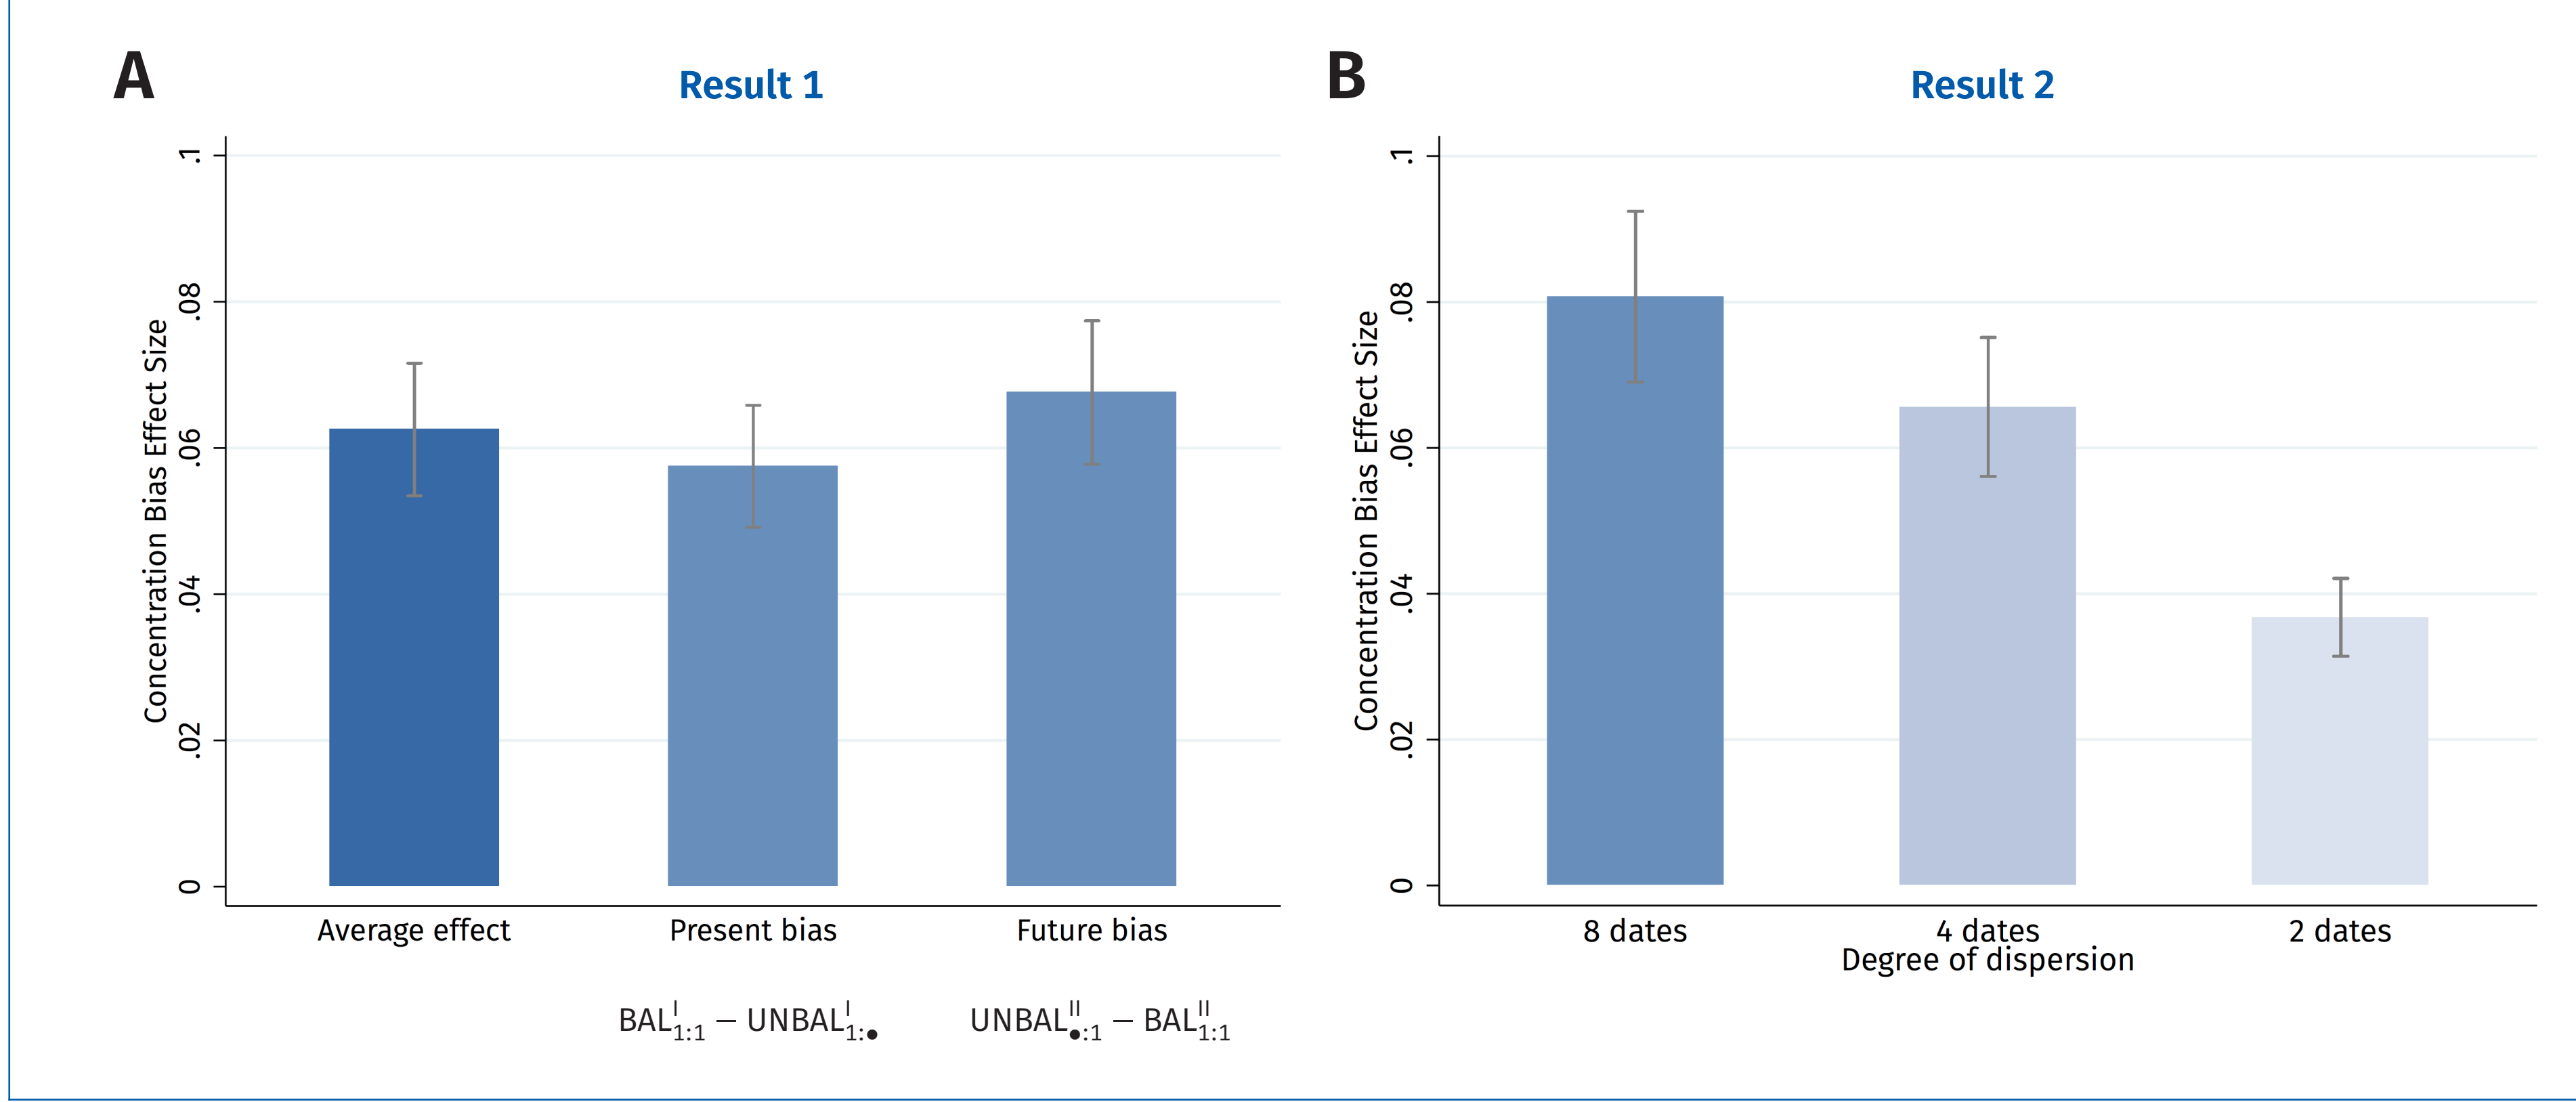 A
Result 1
Concentration Bias Effect Size
.1
.08
.06
.04
.02
0
Average effect
Present bias
Future bias
BAL^I_1:1 – UNBAL^I_1:●
UNBAL^II_●:1 – BAL^II_1:1
B
Result 2
Concentration Bias Effect Size
.1
.08
.06
.04
.02
0
8 dates
4 dates
2 dates
Degree of dispersion